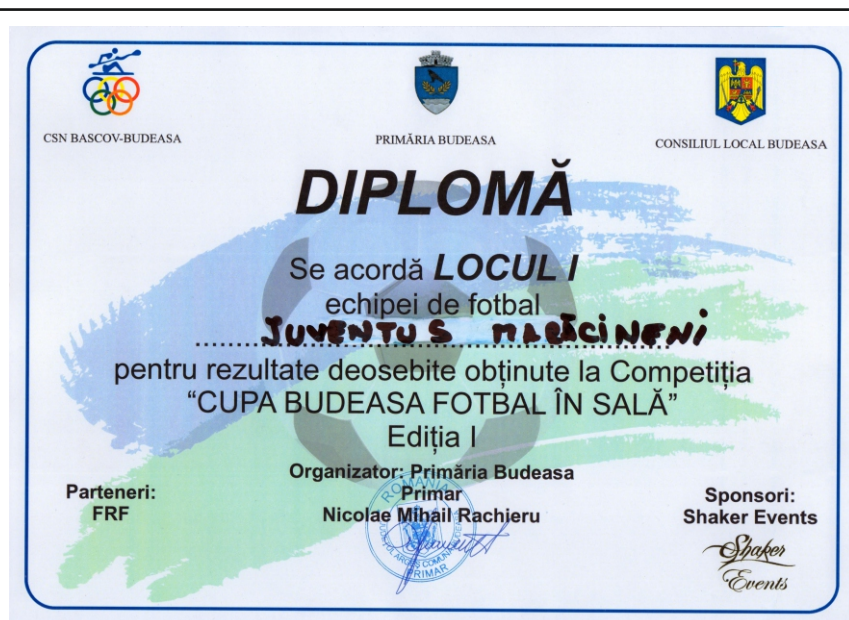 CSN BASCOV-BUDEASA
PRIMĂRIA BUDEASA
CONSILIUL LOCAL BUDEASA
DIPLOMĂ
Se acordă LOCUL I
echipei de fotbal
JUVENTUS MARĂCINENI
pentru rezultate deosebite obținute la Competiția
“CUPA BUDEASA FOTBAL ÎN SALĂ”
Ediția I
Organizator: Primăria Budeasa
Primar
Nicolae Mihail Rachieru
Parteneri:
FRF
Sponsori:
Shaker Events
Shaker
Events
ROMANIA
PRIMAR